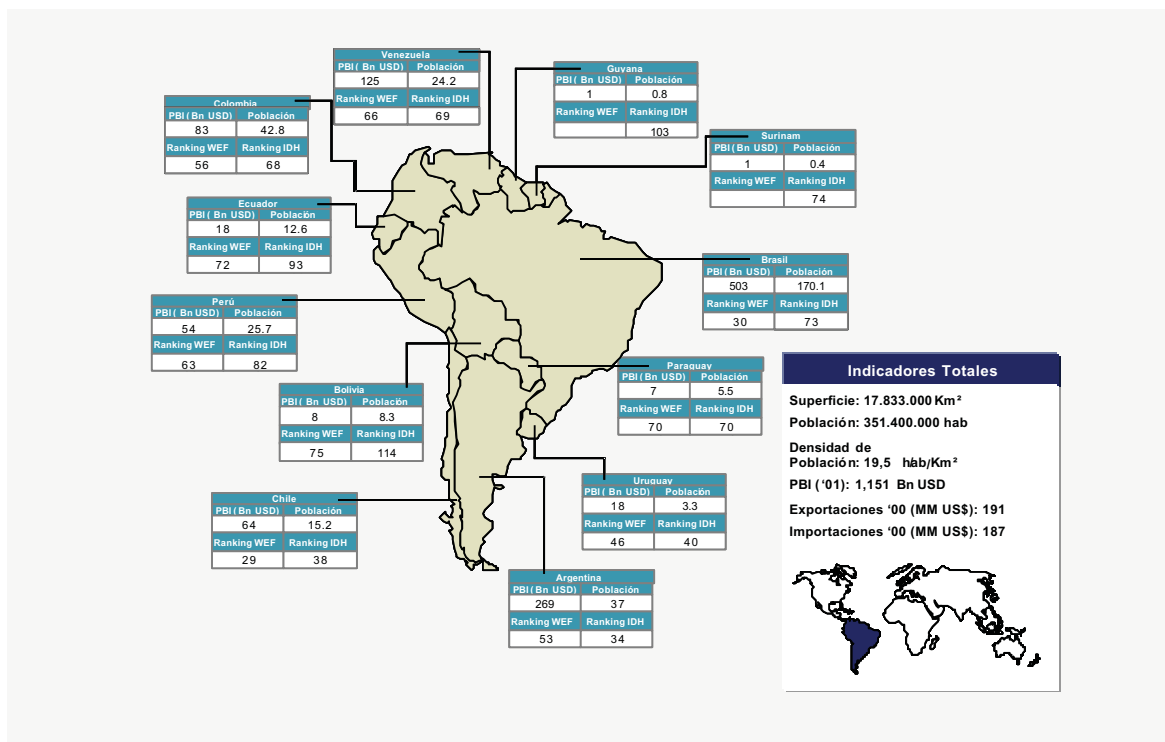 Venezuela
PBI ( Bn USD) Población
125 24.2
Ranking WEF Ranking IDH
66 69
Guyana
PBI ( Bn USD) Población
1 0.8
Ranking WEF Ranking IDH
103
Colombia
PBI ( Bn USD) Población
83 42.8
Ranking WEF Ranking IDH
56 68
Surinam
PBI ( Bn USD) Población
1 0.4
Ranking WEF Ranking IDH
74
Ecuador
PBI ( Bn USD) Población
18 12.6
Ranking WEF Ranking IDH
72 93
Brasil
PBI ( Bn USD) Población
503 170.1
Ranking WEF Ranking IDH
30 73
Perú
PBI ( Bn USD) Población
54 25.7
Ranking WEF Ranking IDH
63 82
Paraguay
PBI ( Bn USD) Población
7 5.5
Ranking WEF Ranking IDH
70 70
Bolivia
PBI ( Bn USD) Población
8 8.3
Ranking WEF Ranking IDH
75 114
Uruguay
PBI ( Bn USD) Población
18 3.3
Ranking WEF Ranking IDH
46 40
Chile
PBI ( Bn USD) Población
64 15.2
Ranking WEF Ranking IDH
29 38
Argentina
PBI ( Bn USD) Población
269 37
Ranking WEF Ranking IDH
53 34
Indicadores Totales
Superficie: 17.833.000 Km²
Población: 351.400.000 hab
Densidad de
Población: 19,5 hab/Km²
PBI (‘01): 1,151 Bn USD
Exportaciones ‘00 (MM US$): 191
Importaciones ‘00 (MM US$): 187